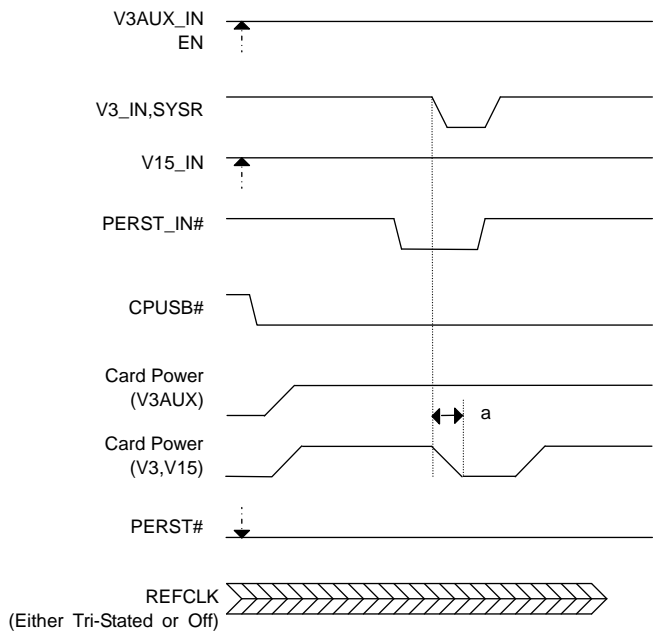 V3AUX_IN
EN
V3_IN,SYSR
V15_IN
PERST_IN#
CPUSB#
Card Power
(V3AUX)
a
Card Power
(V3,V15)
PERST#
REFCLK
(Either Tri-Stated or Off)